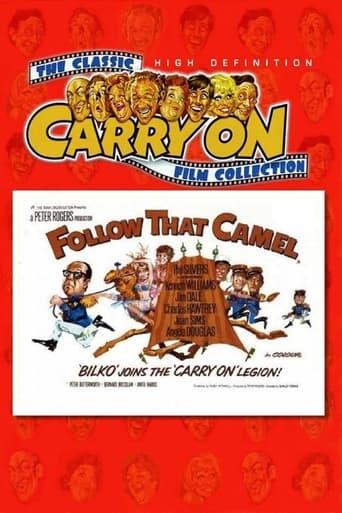 THE CLASSIC
HIGH DEFINITION
CARRY ON
FILM COLLECTION
A PETER ROGERS PRODUCTION
FOLLOW THAT CAMEL
Phil SILVERS
Kenneth WILLIAMS
Jim DALE
Charles HAWTREY
Joan SIMS
Angela DOUGLAS
in COLOUR
'BILKO' JOINS THE 'CARRY ON' LEGION!
PETER BUTTERWORTH · BERNARD BRESSLAW · ANITA HARRIS